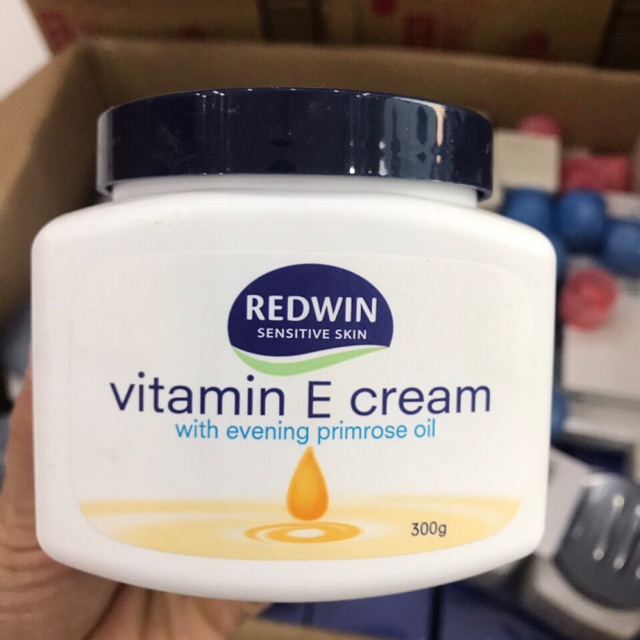 REDWIN
SENSITIVE SKIN
vitamin E cream
with evening primrose oil
300g